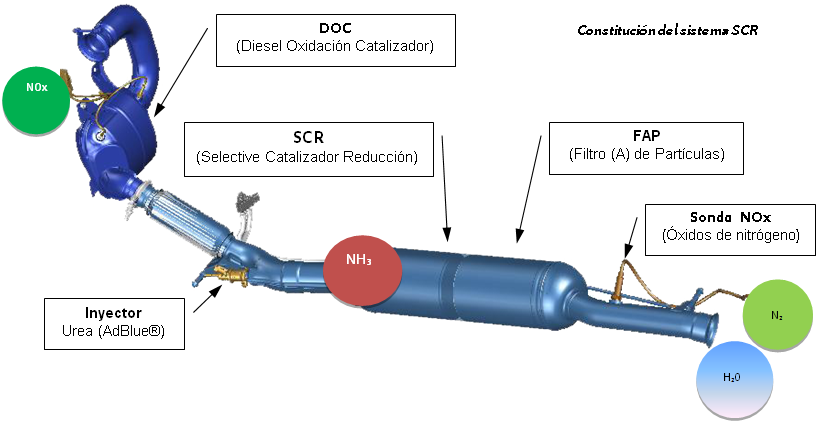 DOC
(Diesel Oxidación Catalizador)
Constitución del sistema SCR
NOx
SCR
(Selective Catalizador Reducción)
FAP
(Filtro (A) de Partículas)
Sonda NOx
(Óxidos de nitrógeno)
NH₃
Inyector
Urea (AdBlue®)
N₂
H₂0